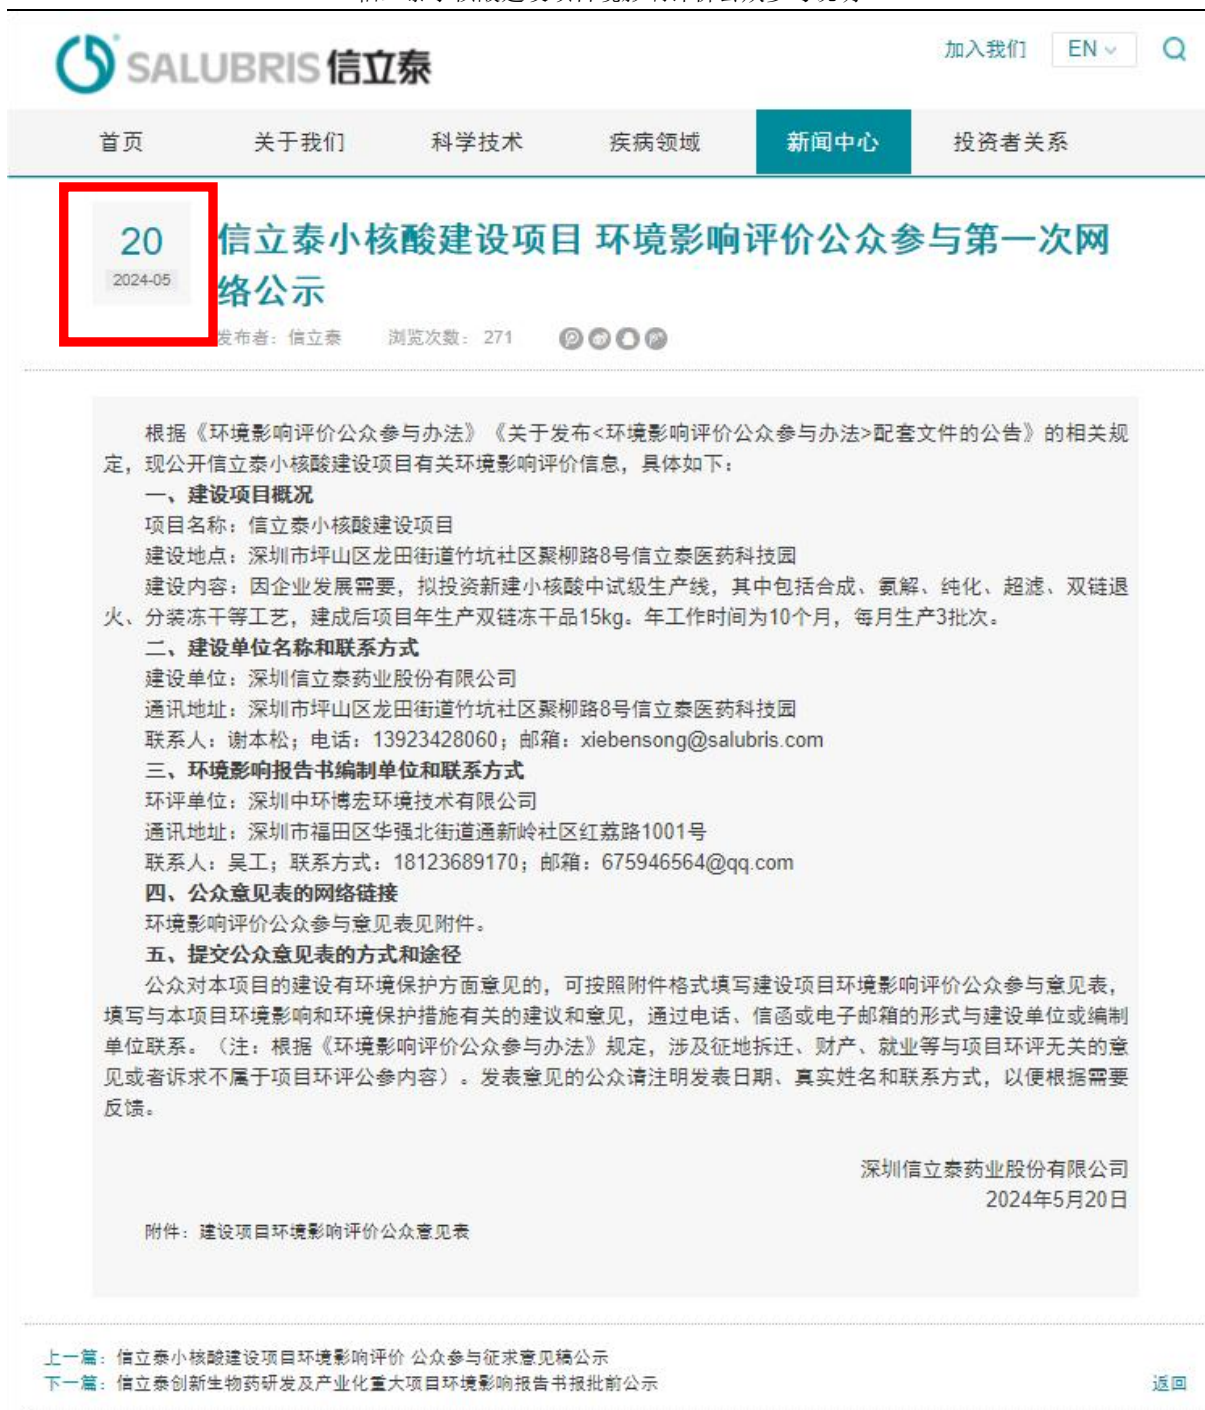 SALUBRIS 信立泰
加入我们 EN
首页 关于我们 科学技术 疾病领域 新闻中心 投资者关系
20
2024-05
信立泰小核酸建设项目 环境影响评价公众参与第一次网
络公示
发布者：信立泰 浏览次数： 271
根据《环境影响评价公众参与办法》《关于发布<环境影响评价公众参与办法>配套文件的公告》的相关规
定，现公开信立泰小核酸建设项目有关环境影响评价信息，具体如下：
一、建设项目概况
项目名称：信立泰小核酸建设项目
建设地点：深圳市坪山区龙田街道竹坑社区聚柳路8号信立泰医药科技园
建设内容：因企业发展需要，拟投资新建小核酸中试级生产线，其中包括合成、氨解、纯化、超滤、双链退
火、分装冻干等工艺，建成后项目年生产双链冻干品15kg。年工作时间为10个月，每月生产3批次。
二、建设单位名称和联系方式
建设单位：深圳信立泰药业股份有限公司
通讯地址：深圳市坪山区龙田街道竹坑社区聚柳路8号信立泰医药科技园
联系人：谢本松；电话：13923428060；邮箱：xiebensong@salubris.com
三、环境影响报告书编制单位和联系方式
环评单位：深圳中环博宏环境技术有限公司
通讯地址：深圳市福田区华强北街道通新岭社区红荔路1001号
联系人：吴工；联系方式：18123689170；邮箱：675946564@qq.com
四、公众意见表的网络链接
环境影响评价公众参与意见表见附件。
五、提交公众意见表的方式和途径
公众对本项目的建设有环境保护方面意见的，可按照附件格式填写建设项目环境影响评价公众参与意见表，
填写与本项目环境影响和环境保护措施有关的建议和意见，通过电话、信函或电子邮箱的形式与建设单位或编制
单位联系。（注：根据《环境影响评价公众参与办法》规定，涉及征地拆迁、财产、就业等与项目环评无关的意
见或者诉求不属于项目环评公参内容）。发表意见的公众请注明发表日期、真实姓名和联系方式，以便根据需要
反馈。
深圳信立泰药业股份有限公司
2024年5月20日
附件：建设项目环境影响评价公众意见表
上一篇：信立泰小核酸建设项目环境影响评价 公众参与征求意见稿公示
下一篇：信立泰创新生物药研发及产业化重大项目环境影响报告书报批前公示 返回